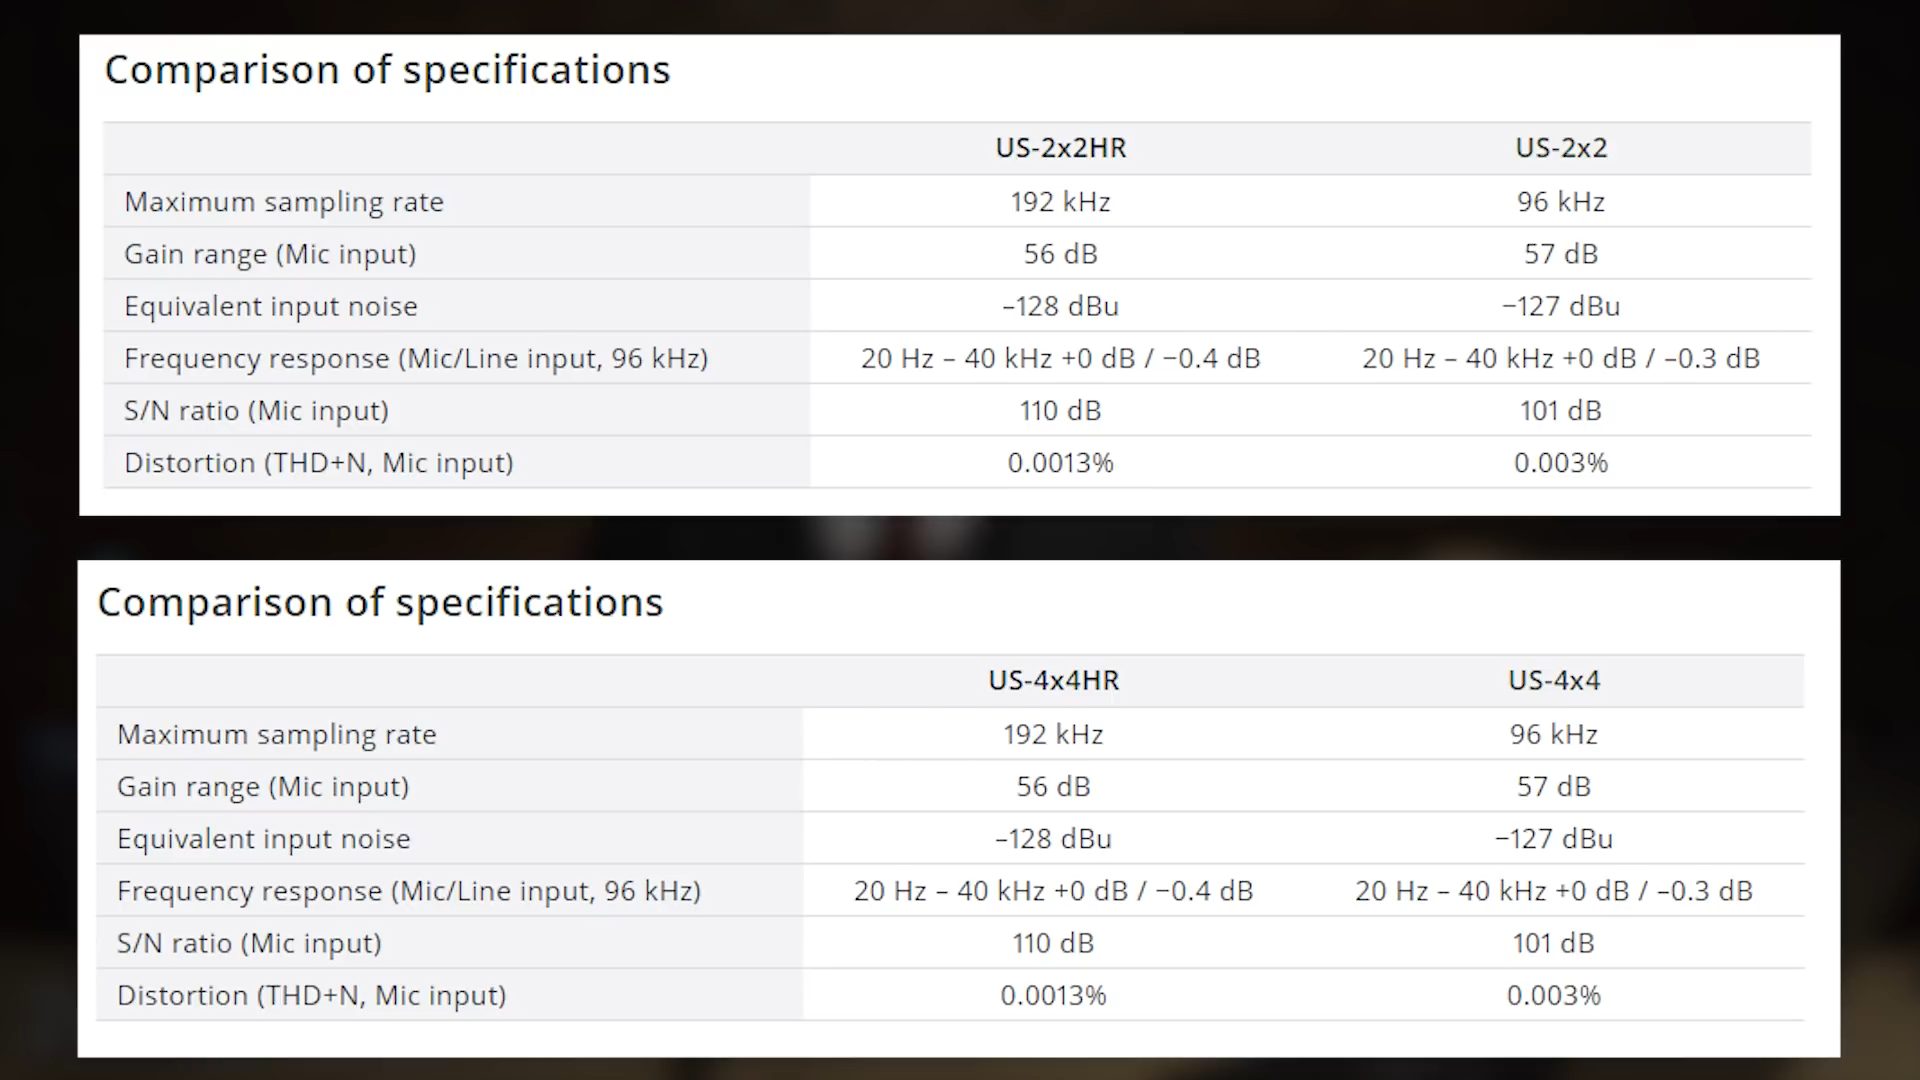 Comparison of specifications
US-2x2HR US-2x2
Maximum sampling rate 192 kHz 96 kHz
Gain range (Mic input) 56 dB 57 dB
Equivalent input noise –128 dBu −127 dBu
Frequency response (Mic/Line input, 96 kHz) 20 Hz – 40 kHz +0 dB / −0.4 dB 20 Hz – 40 kHz +0 dB / –0.3 dB
S/N ratio (Mic input) 110 dB 101 dB
Distortion (THD+N, Mic input) 0.0013% 0.003%
Comparison of specifications
US-4x4HR US-4x4
Maximum sampling rate 192 kHz 96 kHz
Gain range (Mic input) 56 dB 57 dB
Equivalent input noise –128 dBu −127 dBu
Frequency response (Mic/Line input, 96 kHz) 20 Hz – 40 kHz +0 dB / −0.4 dB 20 Hz – 40 kHz +0 dB / –0.3 dB
S/N ratio (Mic input) 110 dB 101 dB
Distortion (THD+N, Mic input) 0.0013% 0.003%